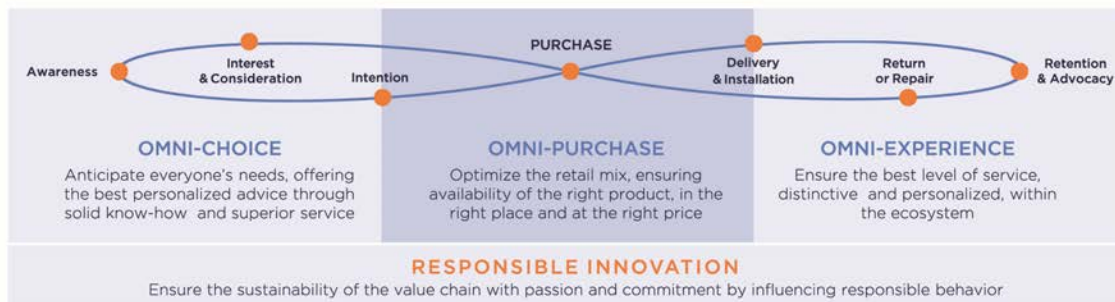 Awareness
Interest
& Consideration
Intention
PURCHASE
Delivery
& Installation
Return
or Repair
Retention
& Advocacy
OMNI-CHOICE
Anticipate everyone's needs, offering
the best personalized advice through
solid know-how and superior service
OMNI-PURCHASE
Optimize the retail mix, ensuring
availability of the right product, in the
right place and at the right price
OMNI-EXPERIENCE
Ensure the best level of service,
distinctive and personalized, within
the ecosystem
RESPONSIBLE INNOVATION
Ensure the sustainability of the value chain with passion and commitment by influencing responsible behavior